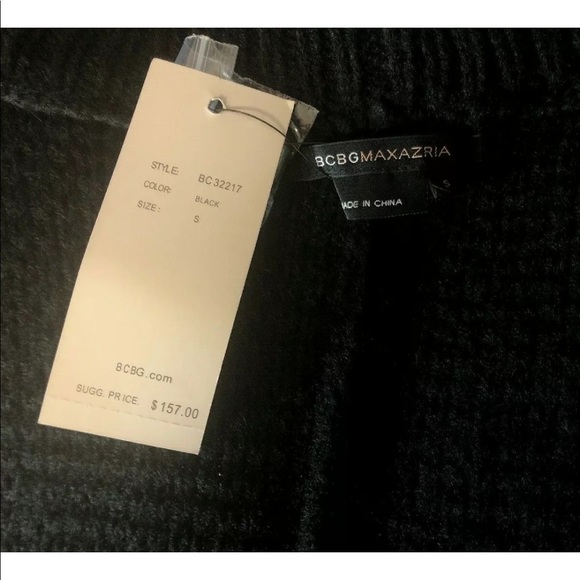 STYLE: BC32217
COLOR: BLACK
SIZE: S
BCBG.com
SUGG. PRICE. $157.00
BCBGMAXAZRIA
S
MADE IN CHINA